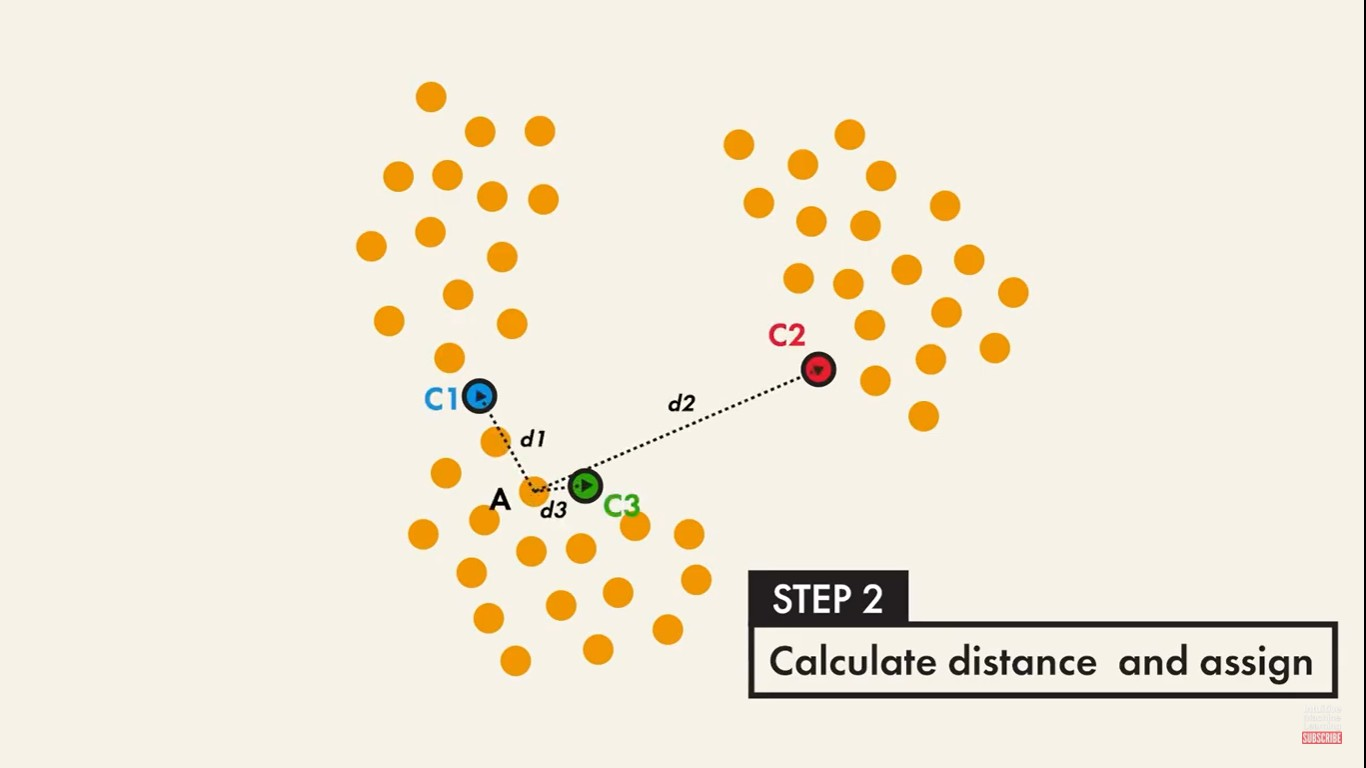 C2
d2
C1
d1
A
d3
C3
STEP 2
Calculate distance and assign
SUBSCRIBE